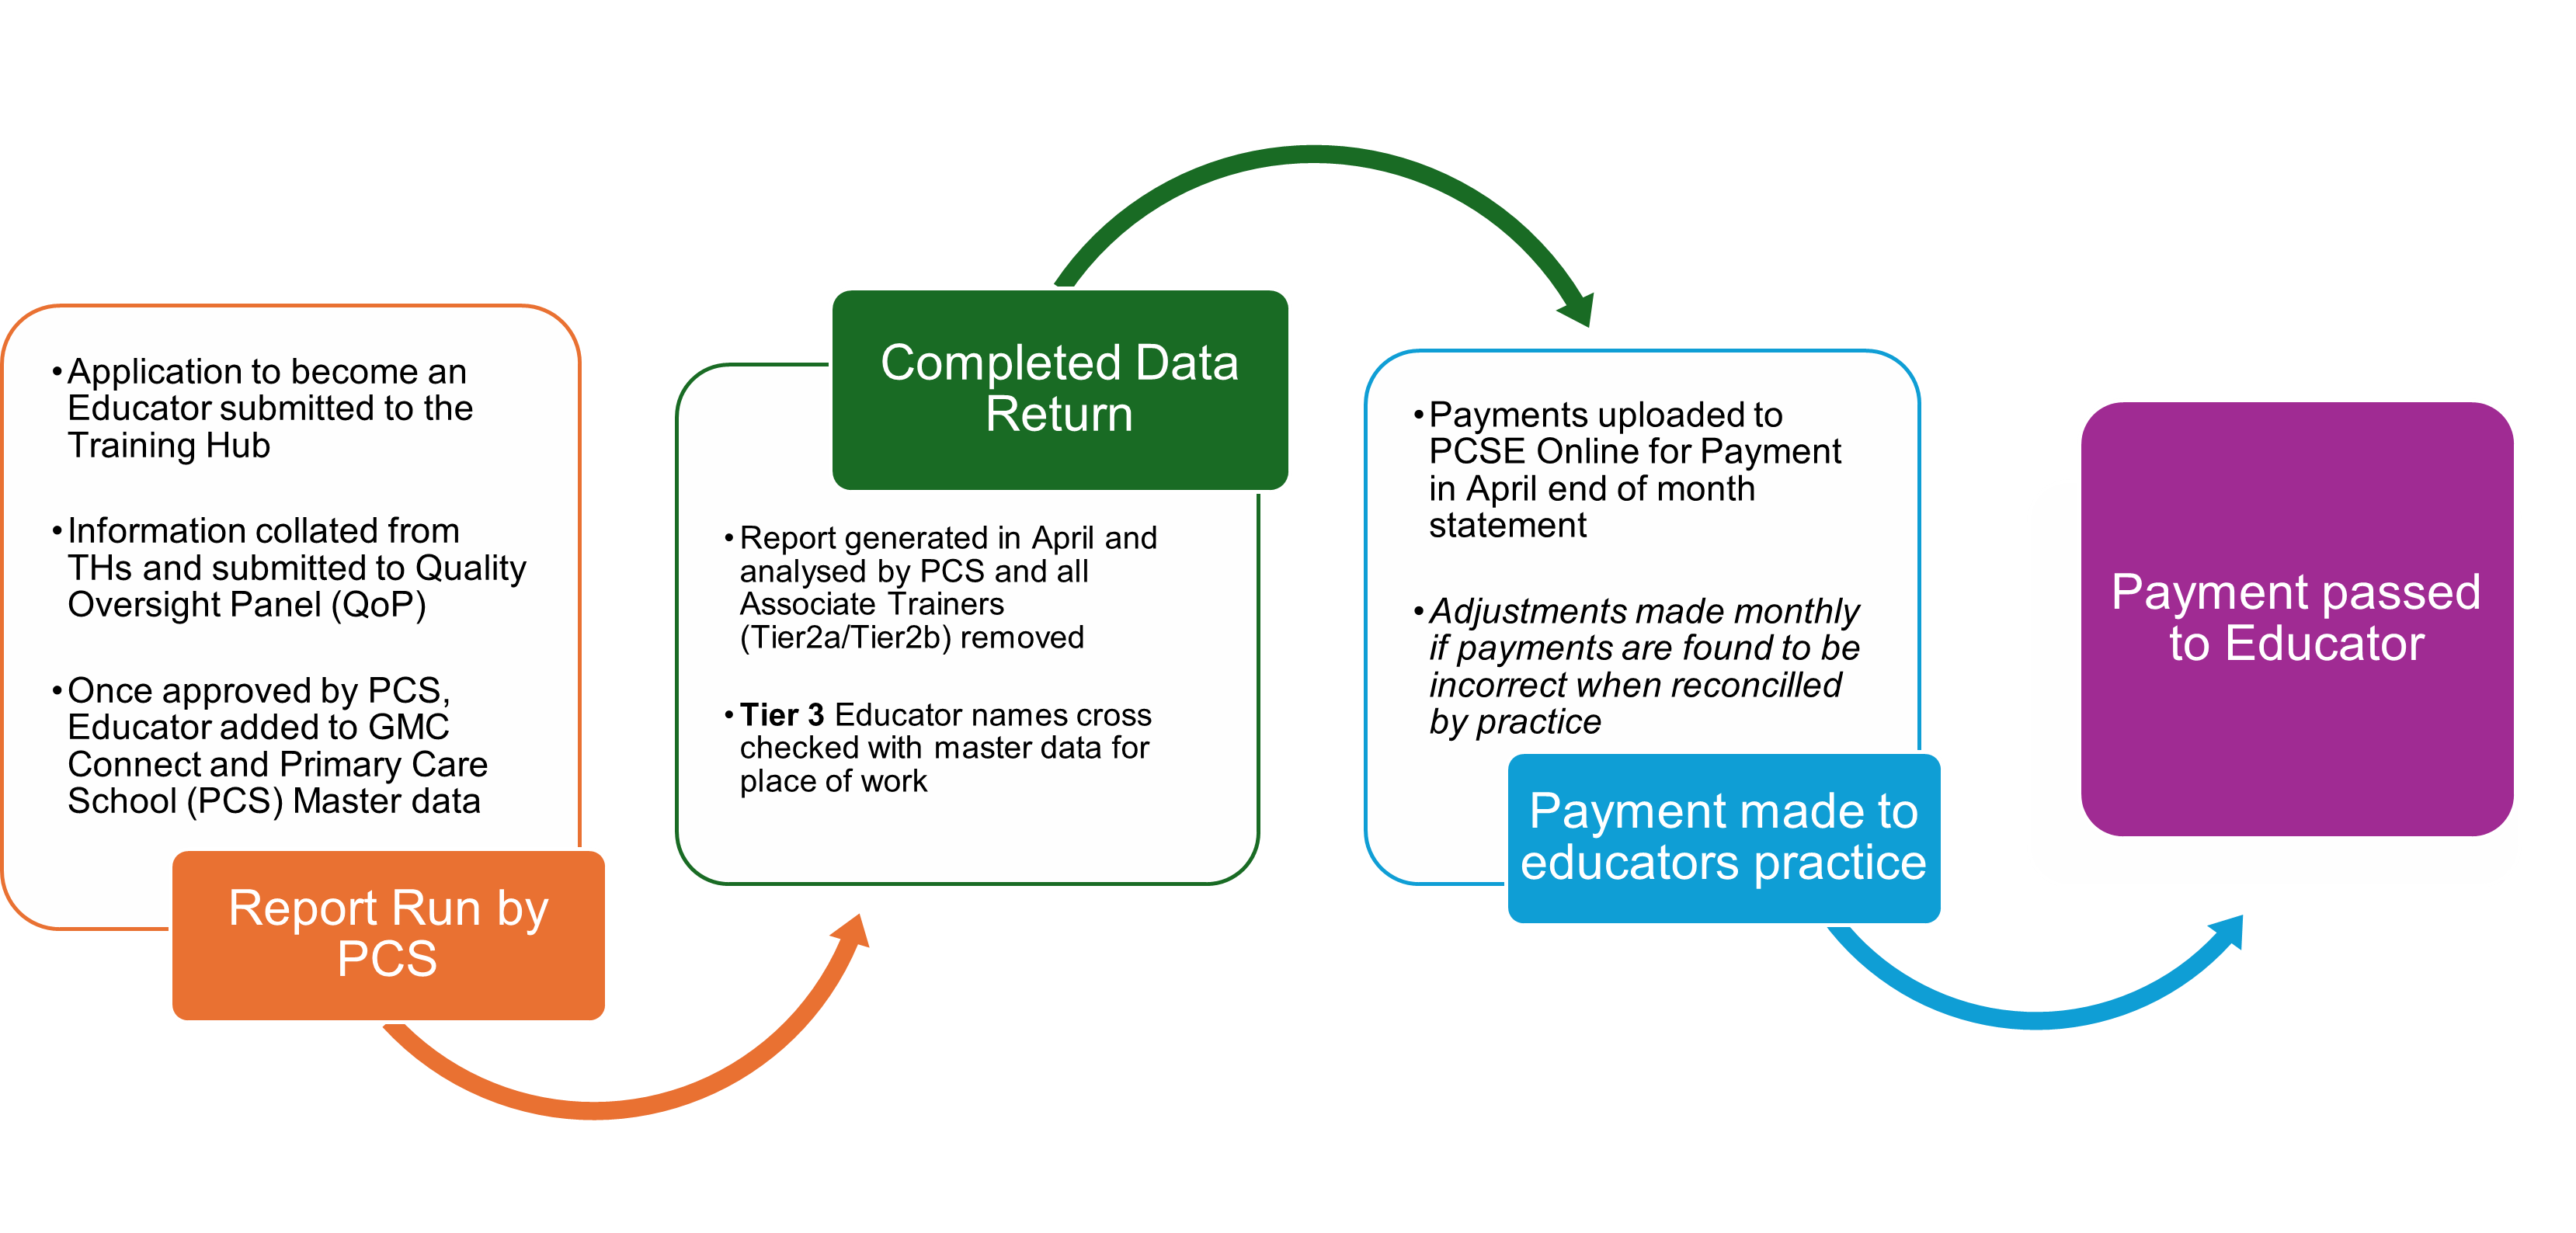 •Application to become an
Educator submitted to the
Training Hub
•Information collated from
THs and submitted to Quality
Oversight Panel (QoP)
•Once approved by PCS,
Educator added to GMC
Connect and Primary Care
School (PCS) Master data
Report Run by
PCS
Completed Data
Return
•Report generated in April and
analysed by PCS and all
Associate Trainers
(Tier2a/Tier2b) removed
•Tier 3 Educator names cross
checked with master data for
place of work
•Payments uploaded to
PCSE Online for Payment
in April end of month
statement
•Adjustments made monthly
if payments are found to be
incorrect when reconcilled
by practice
Payment made to
educators practice
Payment passed
to Educator